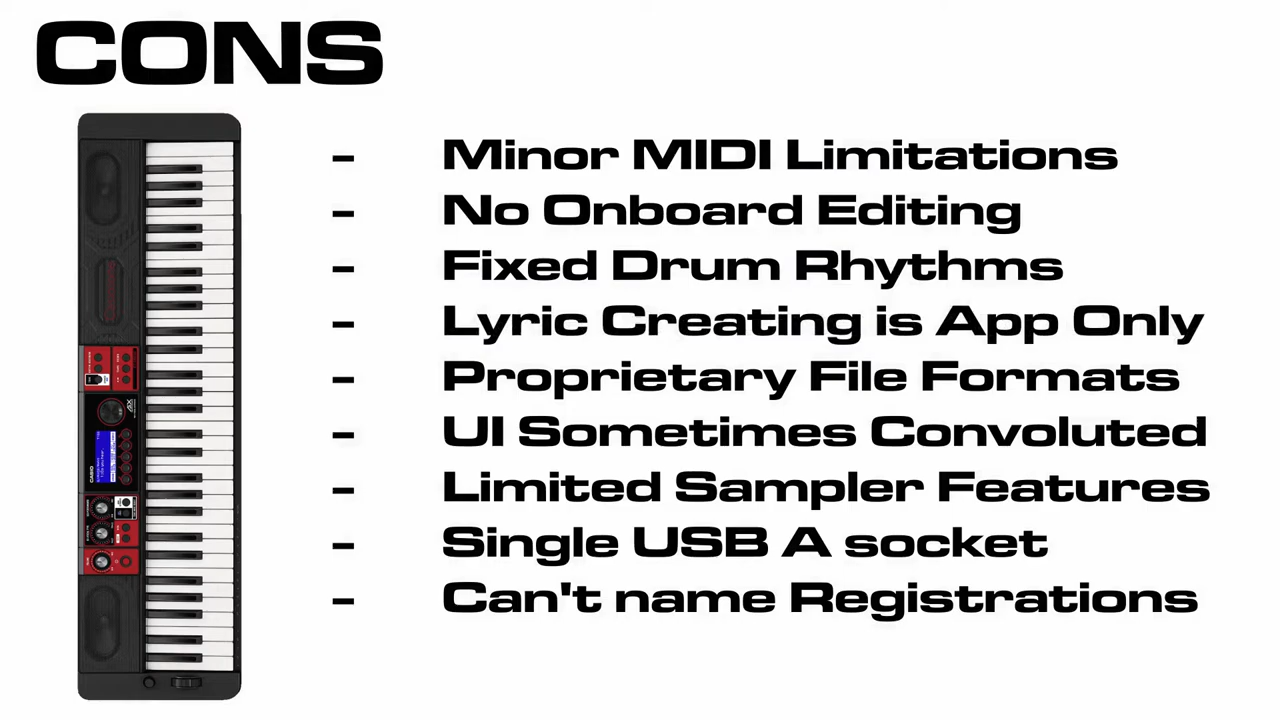 CONS
- Minor MIDI Limitations
- No Onboard Editing
- Fixed Drum Rhythms
- Lyric Creating is App Only
- Proprietary File Formats
- UI Sometimes Convoluted
- Limited Sampler Features
- Single USB A socket
- Can't name Registrations
CASIO